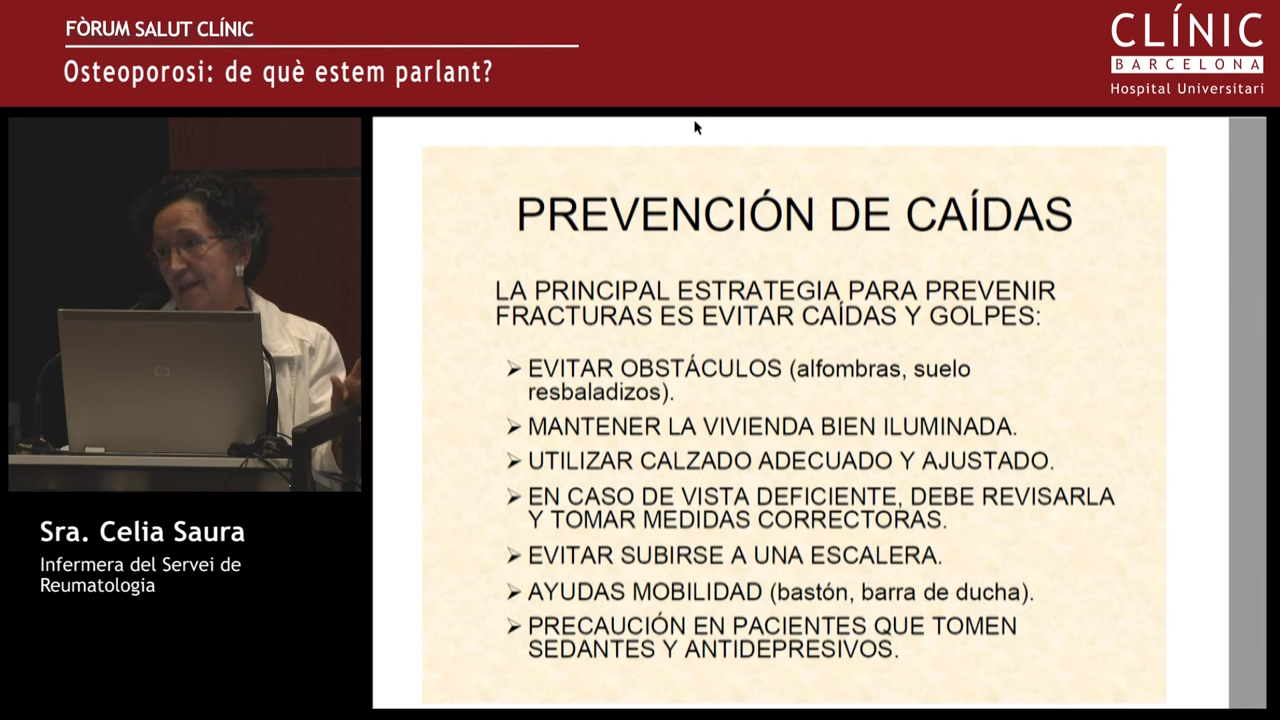 FÒRUM SALUT CLÍNIC
Osteoporosi: de què estem parlant?
CLÍNIC
BARCELONA
Hospital Universitari
PREVENCIÓN DE CAÍDAS
LA PRINCIPAL ESTRATEGIA PARA PREVENIR
FRACTURAS ES EVITAR CAÍDAS Y GOLPES:
➢ EVITAR OBSTÁCULOS (alfombras, suelo
resbaladizos).
➢ MANTENER LA VIVIENDA BIEN ILUMINADA.
➢ UTILIZAR CALZADO ADECUADO Y AJUSTADO.
➢ EN CASO DE VISTA DEFICIENTE, DEBE REVISARLA
Y TOMAR MEDIDAS CORRECTORAS.
➢ EVITAR SUBIRSE A UNA ESCALERA.
➢ AYUDAS MOBILIDAD (bastón, barra de ducha).
➢ PRECAUCIÓN EN PACIENTES QUE TOMEN
SEDANTES Y ANTIDEPRESIVOS.
Sra. Celia Saura
Infermera del Servei de
Reumatologia